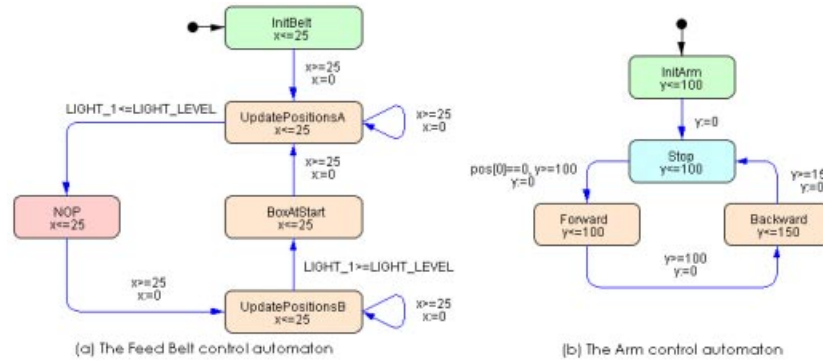 InitBelt
x<=25
x>=25
x:=0
LIGHT_1<=LIGHT_LEVEL
UpdatePositionsA
x<=25
x>=25
x:=0
x>=25
x:=0
NOP
x<=25
BoxAtStart
x<=25
LIGHT_1>=LIGHT_LEVEL
x>=25
x:=0
UpdatePositionsB
x<=25
x>=25
x:=0
(a) The Feed Belt control automaton
InitArm
y<=100
y:=0
Stop
y<=100
pos[0]==0, y>=100
y:=0
y:=0
Forward
y<=100
Backward
y<=150
y>=100
y:=0
(b) The Arm control automaton